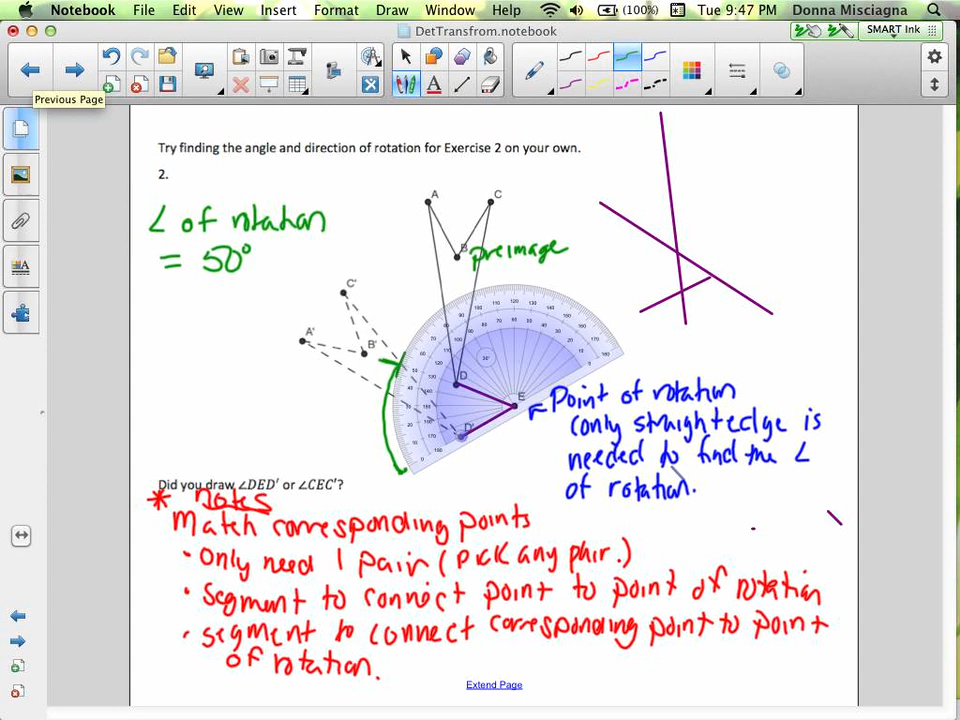 Notebook File Edit View Insert Format Draw Window Help (100%) Tue 9:47 PM Donna Misciagna
DetTransfrom.notebook
SMART Ink
Previous Page
Try finding the angle and direction of rotation for Exercise 2 on your own.
2.
A C
∠ of rotation
= 50°
B preimage
C'
A'
B'
D
E
D'
Point of rotation
(only straightedge is
needed to find the ∠
of rotation.
Did you draw ∠DED' or ∠CEC'?
* Notes
Match corresponding points
• Only need 1 pair (pick any phir.)
• Segment to connect point to point of rotation
• segment to connect corresponding point to point
of rotation.
Extend Page